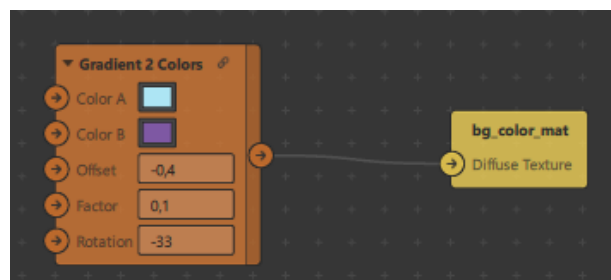 Gradient 2 Colors
Color A
Color B
Offset -0,4
Factor 0,1
Rotation -33
bg_color_mat
Diffuse Texture